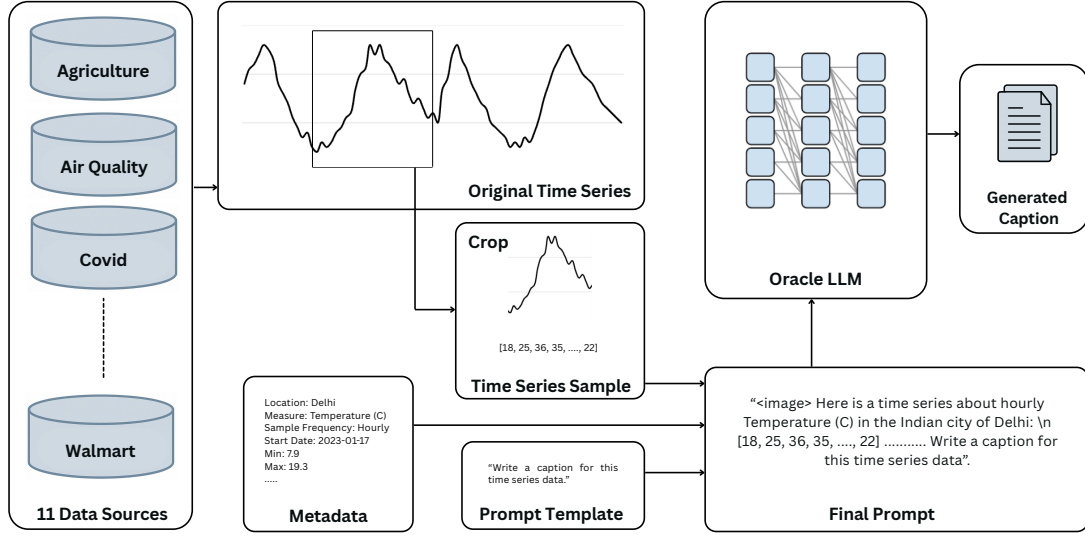 Agriculture
Air Quality
Covid
Walmart
11 Data Sources
Original Time Series
Crop
[18, 25, 36, 35, ...., 22]
Time Series Sample
Location: Delhi
Measure: Temperature (C)
Sample Frequency: Hourly
Start Date: 2023-01-17
Min: 7.9
Max: 19.3
.....
Metadata
“Write a caption for this
time series data.”
Prompt Template
“<image> Here is a time series about hourly
Temperature (C) in the Indian city of Delhi: \n
[18, 25, 36, 35, ...., 22] .......... Write a caption for
this time series data”.
Final Prompt
Oracle LLM
Generated
Caption